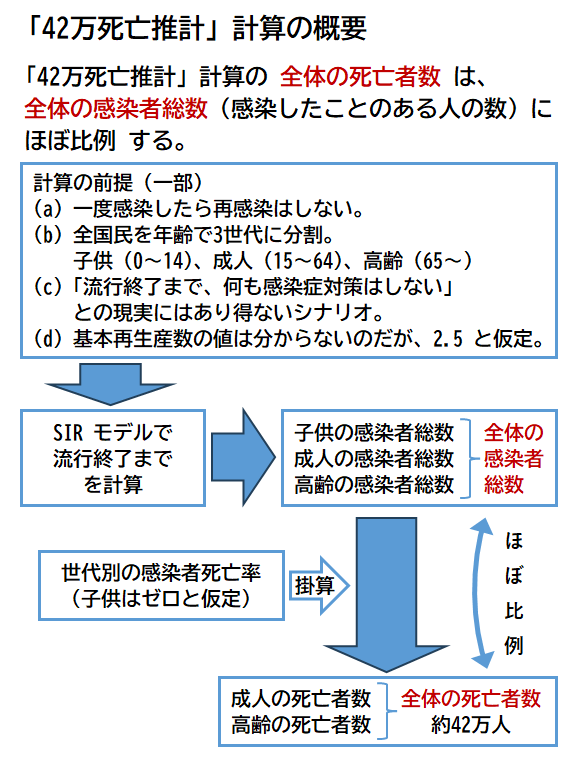 「42万死亡推計」計算の概要
「42万死亡推計」計算の 全体の死亡者数 は、
全体の感染者総数（感染したことのある人の数）に
ほぼ比例 する。
計算の前提（一部）
（a）一度感染したら再感染はしない。
（b）全国民を年齢で3世代に分割。
子供（0～14）、成人（15～64）、高齢（65～）
（c）「流行終了まで、何も感染症対策はしない」
との現実にはあり得ないシナリオ。
（d）基本再生産数の値は分からないのだが、2.5 と仮定。
SIR モデルで
流行終了まで
を計算
子供の感染者総数
成人の感染者総数
高齢の感染者総数
全体の
感染者
総数
世代別の感染者死亡率
（子供はゼロと仮定）
掛算
ほぼ比例
成人の死亡者数
高齢の死亡者数
全体の死亡者数
約42万人